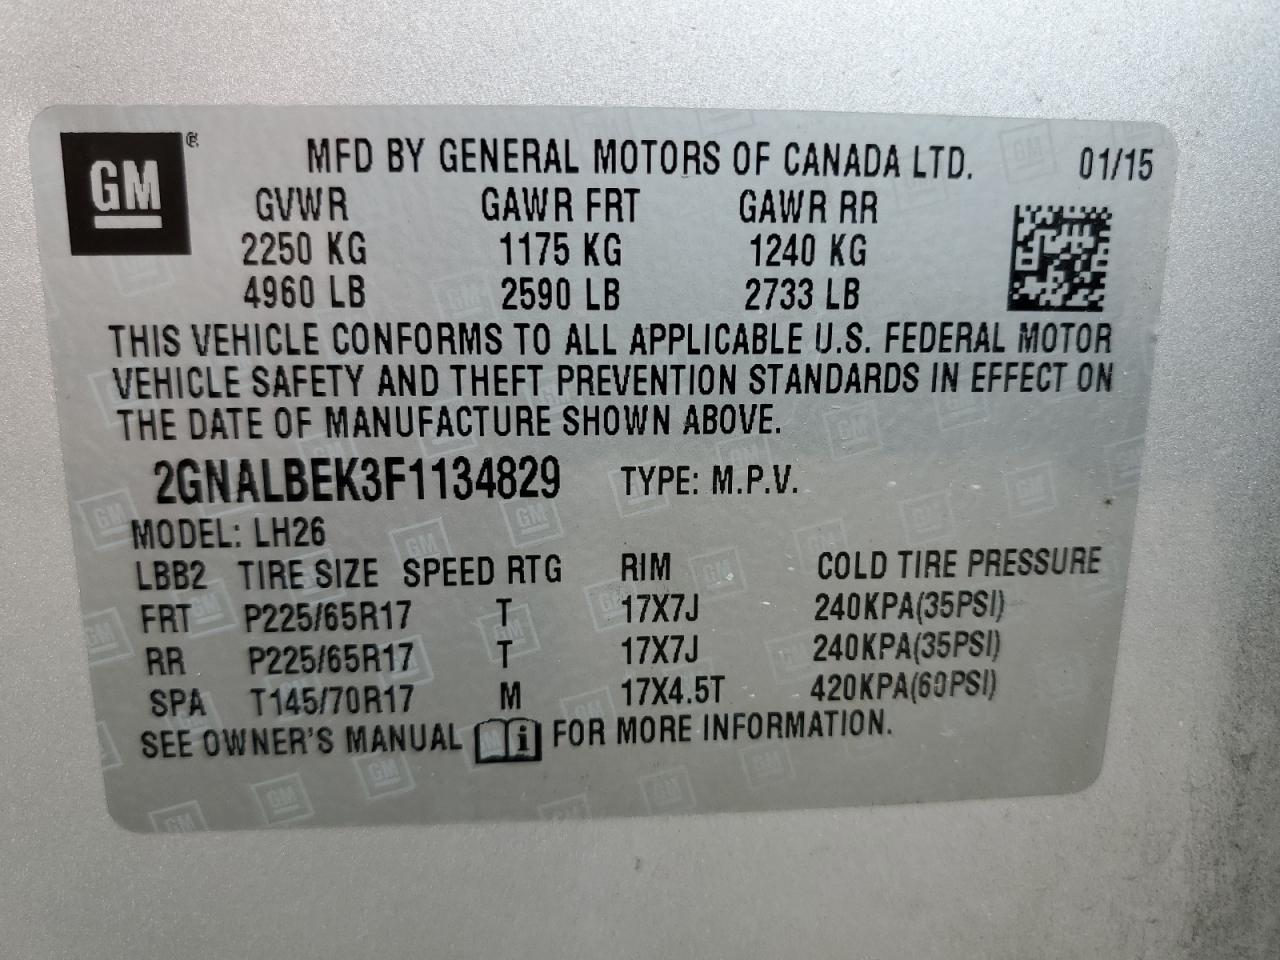 GM ® MFD BY GENERAL MOTORS OF CANADA LTD. 01/15
GVWR GAWR FRT GAWR RR
2250 KG 1175 KG 1240 KG
4960 LB 2590 LB 2733 LB
THIS VEHICLE CONFORMS TO ALL APPLICABLE U.S. FEDERAL MOTOR
VEHICLE SAFETY AND THEFT PREVENTION STANDARDS IN EFFECT ON
THE DATE OF MANUFACTURE SHOWN ABOVE.
2GNALBEK3F1134829 TYPE: M.P.V.
MODEL: LH26
LBB2 TIRE SIZE SPEED RTG RIM COLD TIRE PRESSURE
FRT P225/65R17 T 17X7J 240KPA(35PSI)
RR P225/65R17 T 17X7J 240KPA(35PSI)
SPA T145/70R17 M 17X4.5T 420KPA(60PSI)
SEE OWNER'S MANUAL i FOR MORE INFORMATION.